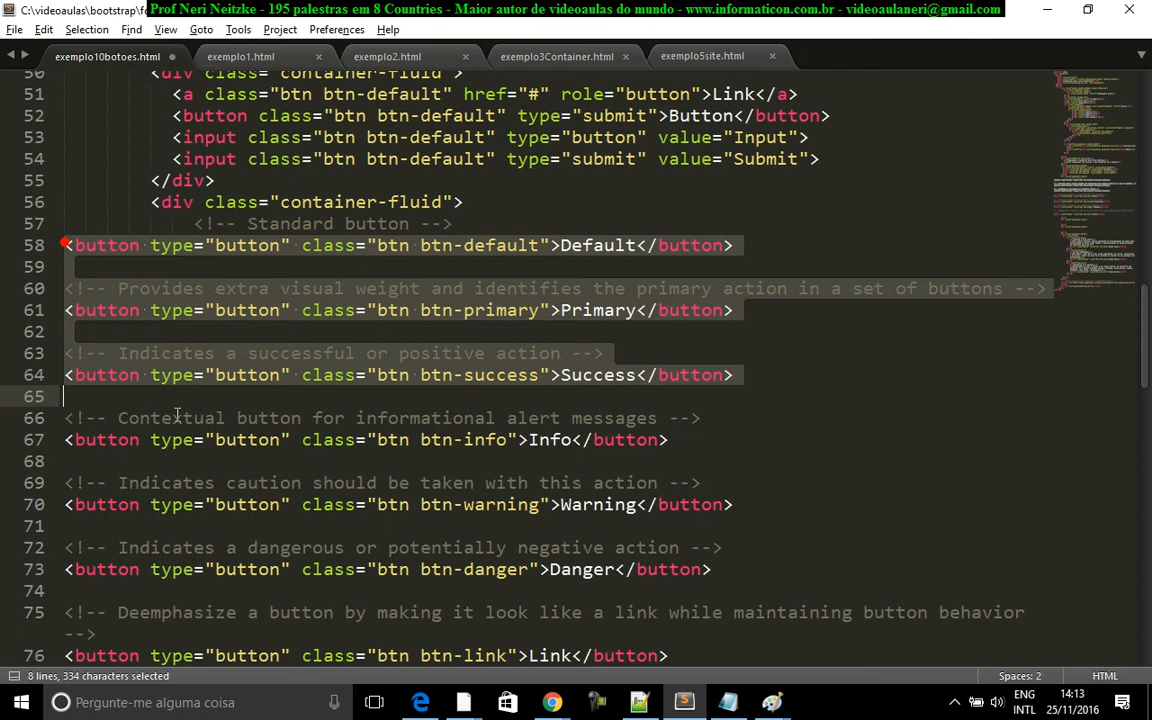 C:\videoaulas\bootstrap\fo
Prof Neri Neitzke - 195 palestras em 8 Countries - Maior autor de videoaulas do mundo - www.informaticon.com.br - videoaulaneri@gmail.com
File Edit Selection Find View Goto Tools Project Preferences Help
exemplo10botoes.html exemplo1.html exemplo2.html exemplo3Container.html exemplo5site.html
50 <div class="container-fluid">
51 <a class="btn btn-default" href="#" role="button">Link</a>
52 <button class="btn btn-default" type="submit">Button</button>
53 <input class="btn btn-default" type="button" value="Input">
54 <input class="btn btn-default" type="submit" value="Submit">
55 </div>
56 <div class="container-fluid">
57 <!-- Standard button -->
58 <button type="button" class="btn btn-default">Default</button>
59
60 <!-- Provides extra visual weight and identifies the primary action in a set of buttons -->
61 <button type="button" class="btn btn-primary">Primary</button>
62
63 <!-- Indicates a successful or positive action -->
64 <button type="button" class="btn btn-success">Success</button>
65
66 <!-- Contextual button for informational alert messages -->
67 <button type="button" class="btn btn-info">Info</button>
68
69 <!-- Indicates caution should be taken with this action -->
70 <button type="button" class="btn btn-warning">Warning</button>
71
72 <!-- Indicates a dangerous or potentially negative action -->
73 <button type="button" class="btn btn-danger">Danger</button>
74
75 <!-- Deemphasize a button by making it look like a link while maintaining button behavior
-->
76 <button type="button" class="btn btn-link">Link</button>
8 lines, 334 characters selected Spaces: 2 HTML
Pergunte-me alguma coisa
ENG 14:13
INTL 25/11/2016